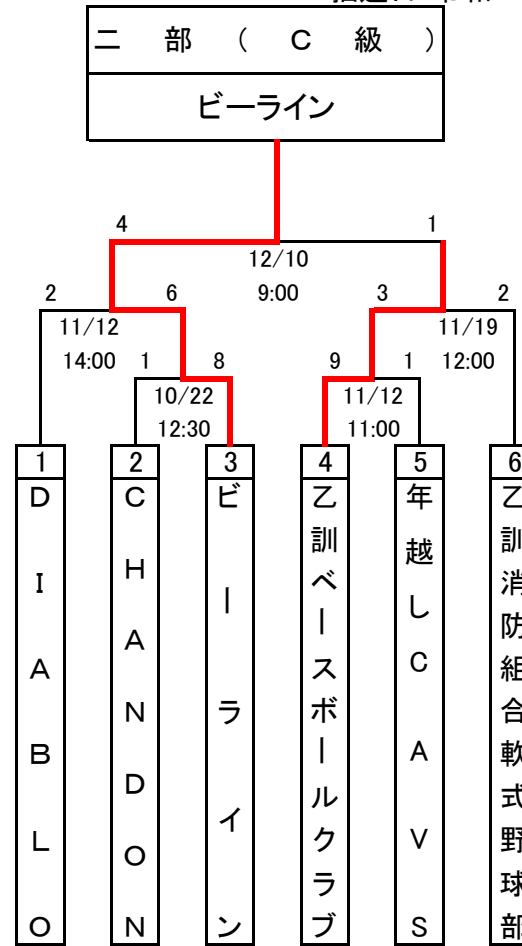 二部(C級)
ビーライン
4 1
12/10
9:00
2 6 3 2
11/12 11/19
14:00 12:00
1 8 9 1
10/22 11/12
12:30 11:00
1 2 3 4 5 6
DIABLO
CHANDON
ビーライン
乙訓ベースボールクラブ
年越しCAVS
乙訓消防組合軟式野球部